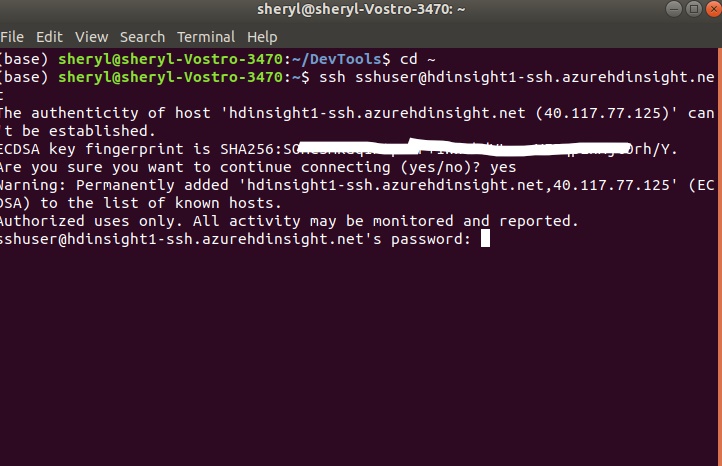 sheryl@sheryl-Vostro-3470: ~
File Edit View Search Terminal Help
(base) sheryl@sheryl-Vostro-3470:~/DevTools$ cd ~
(base) sheryl@sheryl-Vostro-3470:~$ ssh sshuser@hdinsight1-ssh.azurehdinsight.ne
t
The authenticity of host 'hdinsight1-ssh.azurehdinsight.net (40.117.77.125)' can
't be established.
ECDSA key fingerprint is
Are you sure you want to continue connecting (yes/no)? yes
Warning: Permanently added 'hdinsight1-ssh.azurehdinsight.net,40.117.77.125' (EC
DSA) to the list of known hosts.
Authorized uses only. All activity may be monitored and reported.
sshuser@hdinsight1-ssh.azurehdinsight.net's password: